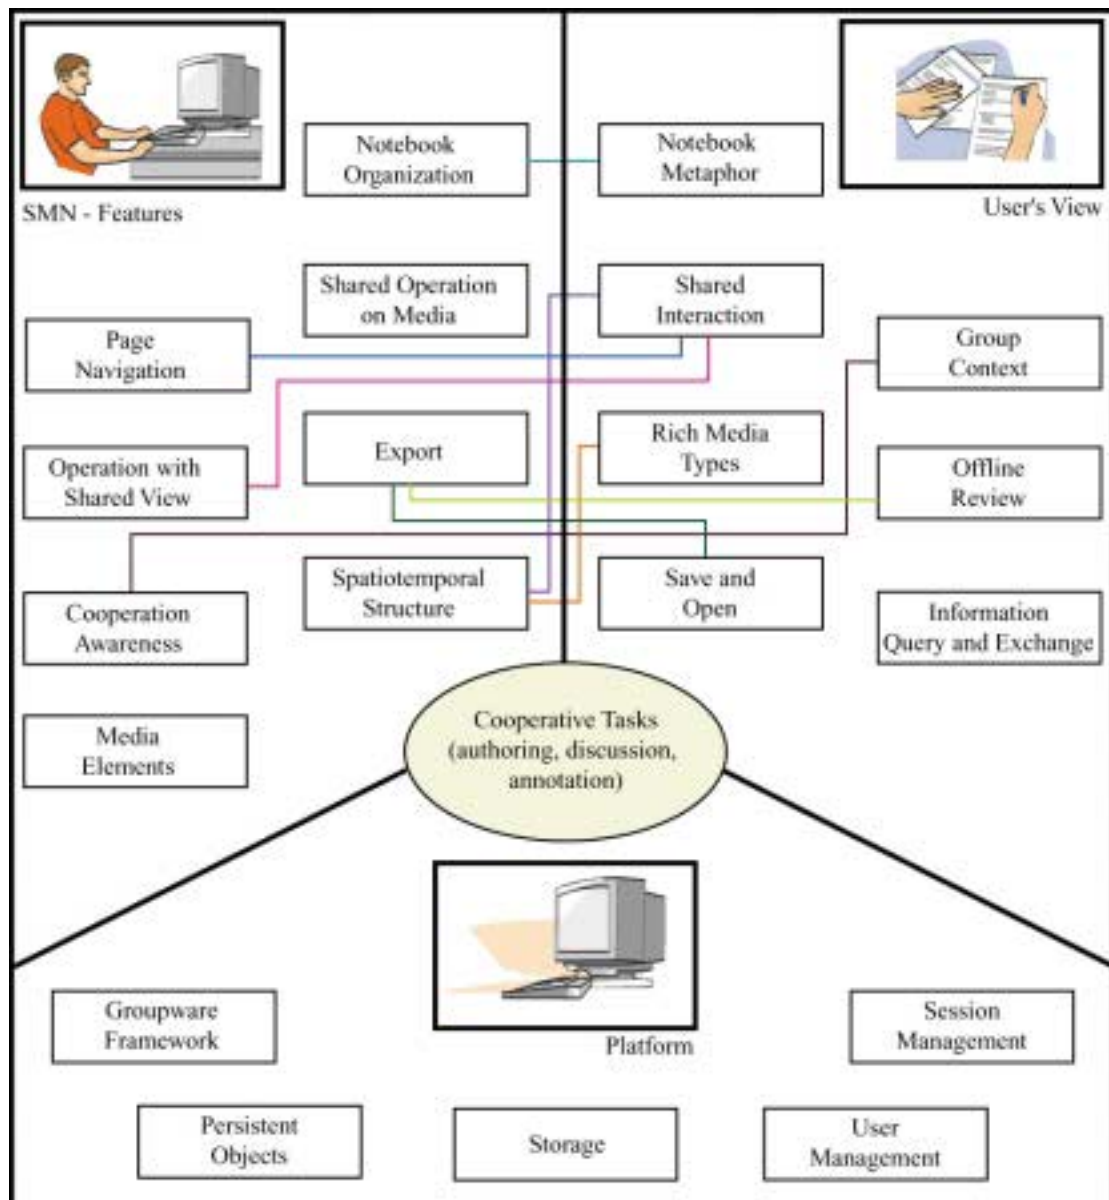 SMN - Features
Notebook
Organization
Shared Operation
on Media
Page
Navigation
Export
Operation with
Shared View
Spatiotemporal
Structure
Cooperation
Awareness
Media
Elements
User's View
Notebook
Metaphor
Shared
Interaction
Group
Context
Rich Media
Types
Offline
Review
Save and
Open
Information
Query and Exchange
Cooperative Tasks
(authoring, discussion,
annotation)
Platform
Groupware
Framework
Session
Management
Persistent
Objects
Storage
User
Management